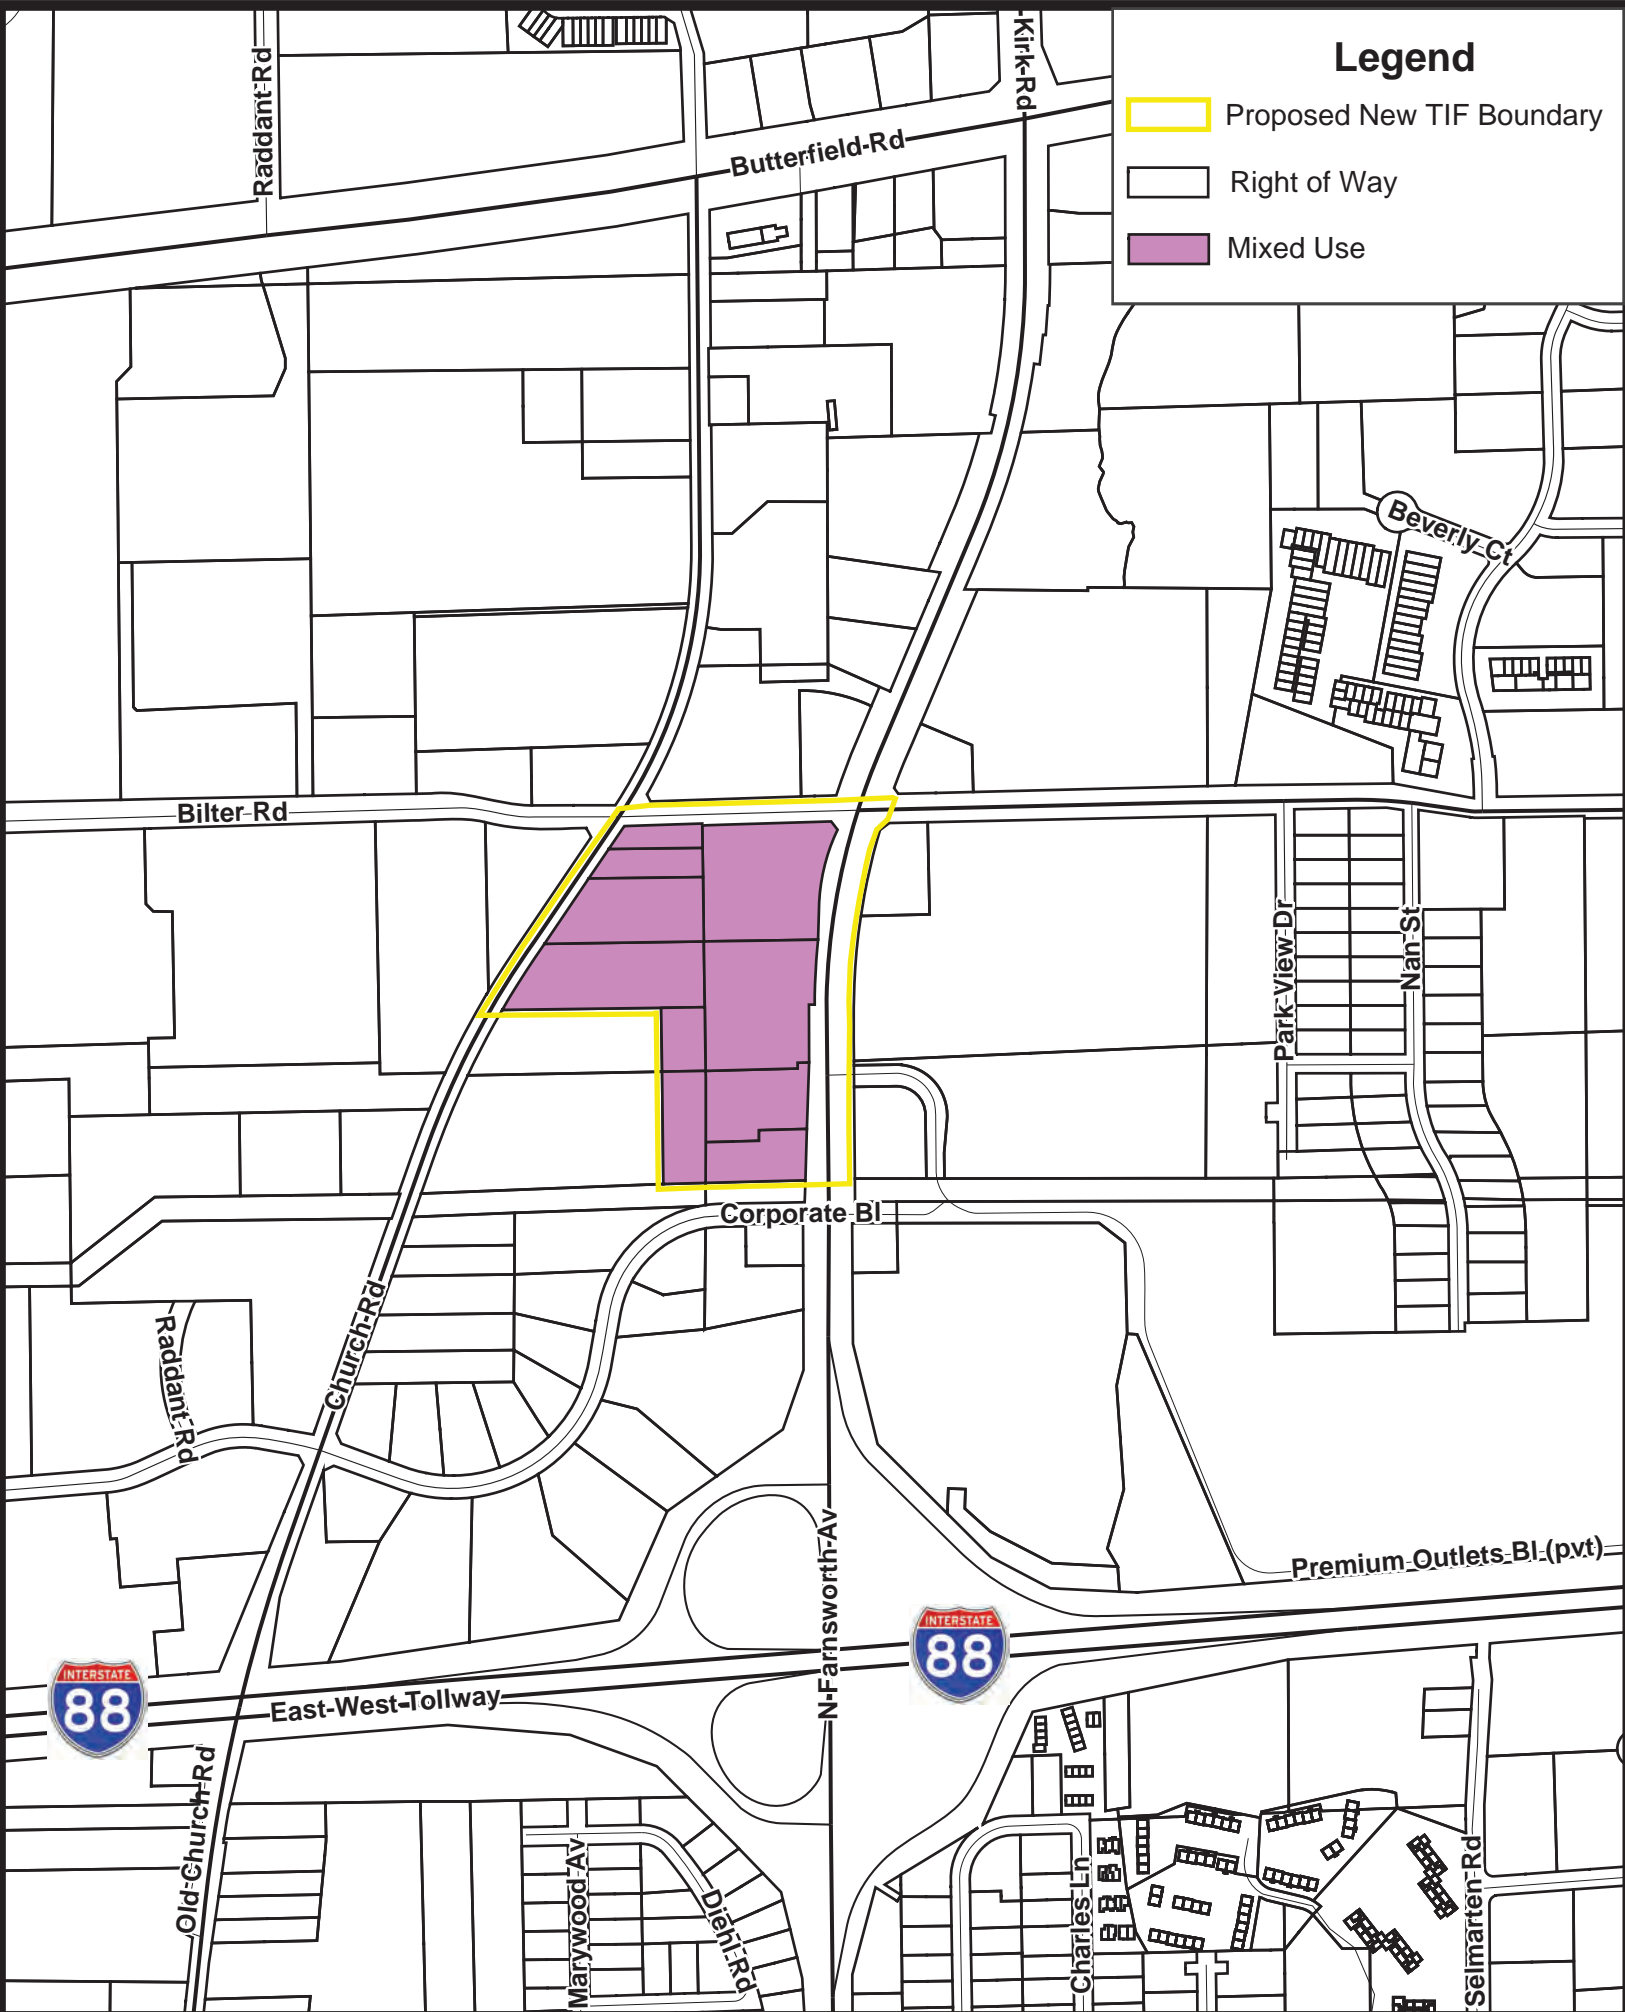 Legend
Proposed New TIF Boundary
Right of Way
Mixed Use
Raddant Rd
Kirk Rd
Butterfield Rd
Beverly Ct
Bilter Rd
Park View Dr
Nan St
Corporate Bl
Church Rd
Raddant Rd
N Farnsworth Av
Premium Outlets Bl (pvt)
INTERSTATE
88
INTERSTATE
88
East-West Tollway
Old Church Rd
Marywood Av
Diehl Rd
Charles Ln
Selmarten Rd